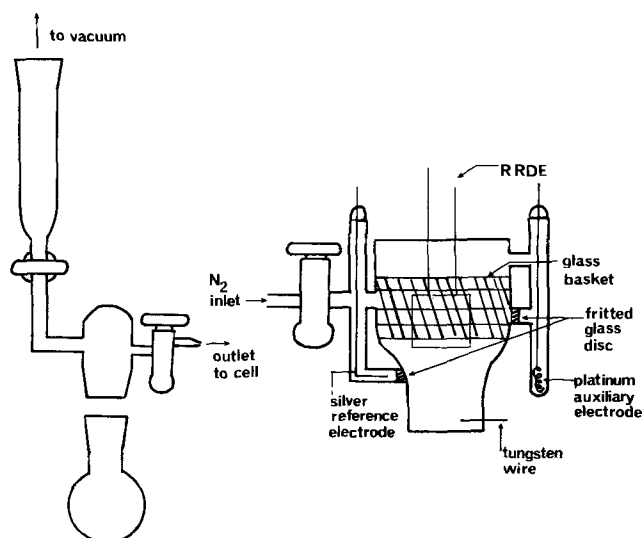 to vacuum
outlet
to cell
RRDE
N2
inlet
glass
basket
fritted
glass
disc
silver
reference
electrode
platinum
auxiliary
electrode
tungsten
wire